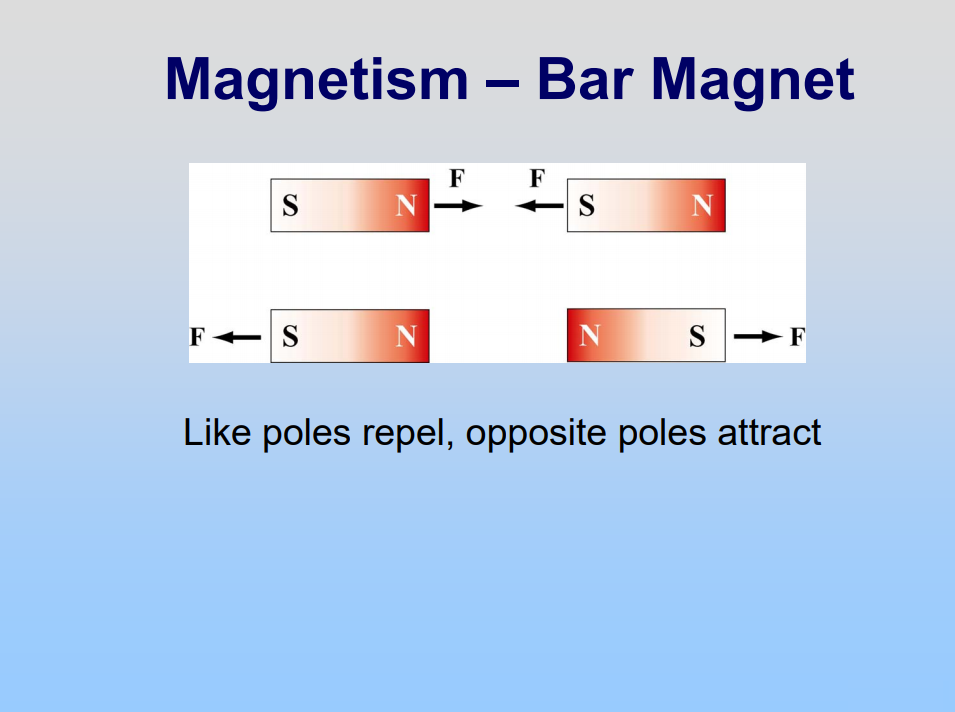 Magnetism – Bar Magnet
F F
S N S N
F S N N S F
Like poles repel, opposite poles attract